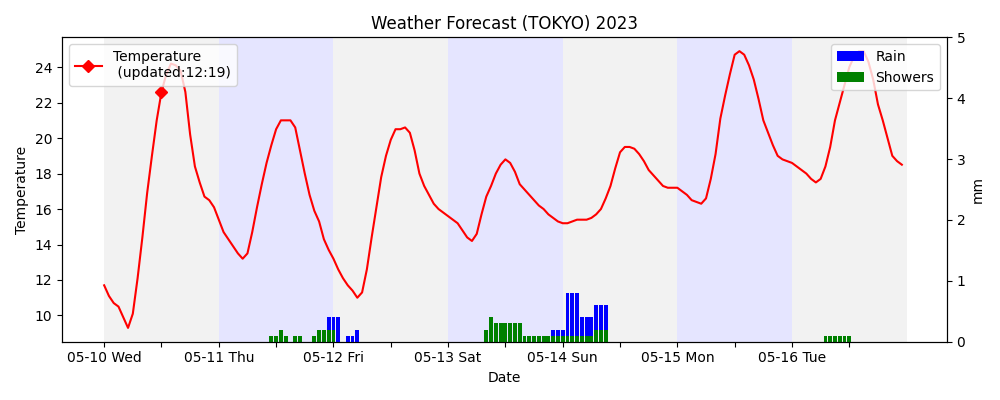 Weather Forecast (TOKYO) 2023
Temperature
(updated:12:19)
Rain
Showers
Temperature
24
22
20
18
16
14
12
10
5
4
3
2
1
0
mm
05-10 Wed
05-11 Thu
05-12 Fri
05-13 Sat
05-14 Sun
05-15 Mon
05-16 Tue
Date